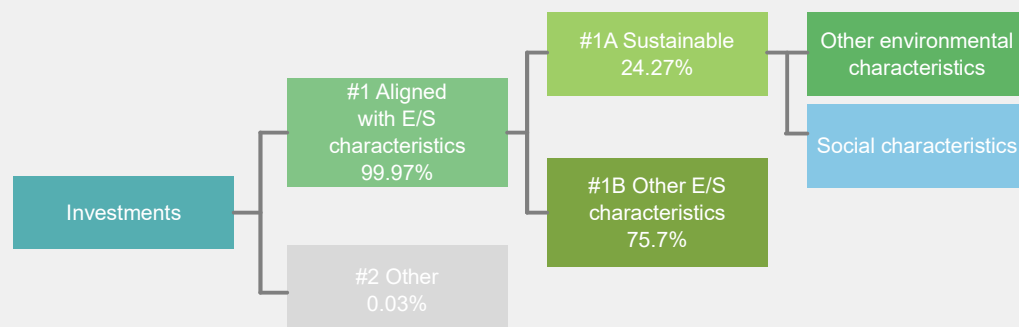 Investments
#1 Aligned
with E/S
characteristics
99.97%
#2 Other
0.03%
#1A Sustainable
24.27%
#1B Other E/S
characteristics
75.7%
Other environmental
characteristics
Social characteristics